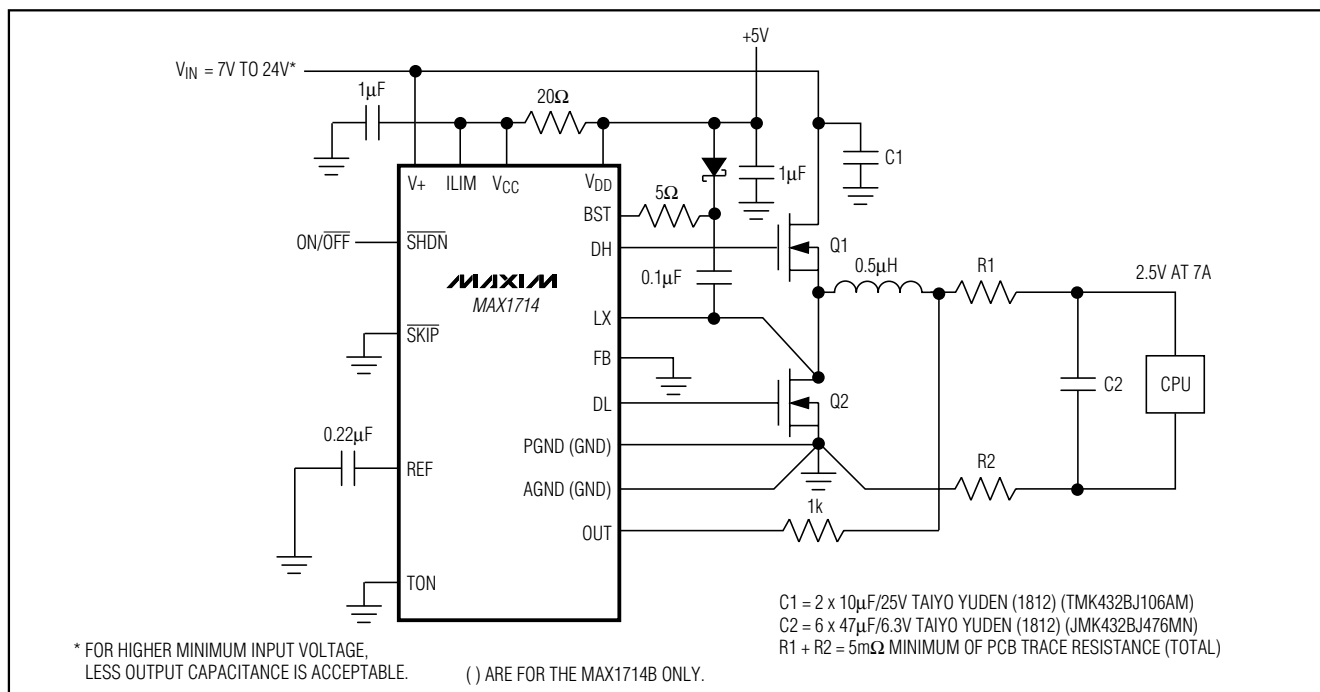 +5V
VIN = 7V TO 24V*
1μF
20Ω
C1
1μF
V+
ILIM
VCC
VDD
5Ω
BST
ON/OFF
SHDN
DH
Q1
0.5μH
R1
2.5V AT 7A
MAXIM
MAX1714
0.1μF
LX
SKIP
FB
C2
CPU
DL
Q2
0.22μF
REF
PGND (GND)
R2
AGND (GND)
1k
OUT
TON
C1 = 2 x 10μF/25V TAIYO YUDEN (1812) (TMK432BJ106AM)
C2 = 6 x 47μF/6.3V TAIYO YUDEN (1812) (JMK432BJ476MN)
R1 + R2 = 5mΩ MINIMUM OF PCB TRACE RESISTANCE (TOTAL)
* FOR HIGHER MINIMUM INPUT VOLTAGE,
LESS OUTPUT CAPACITANCE IS ACCEPTABLE.
( ) ARE FOR THE MAX1714B ONLY.